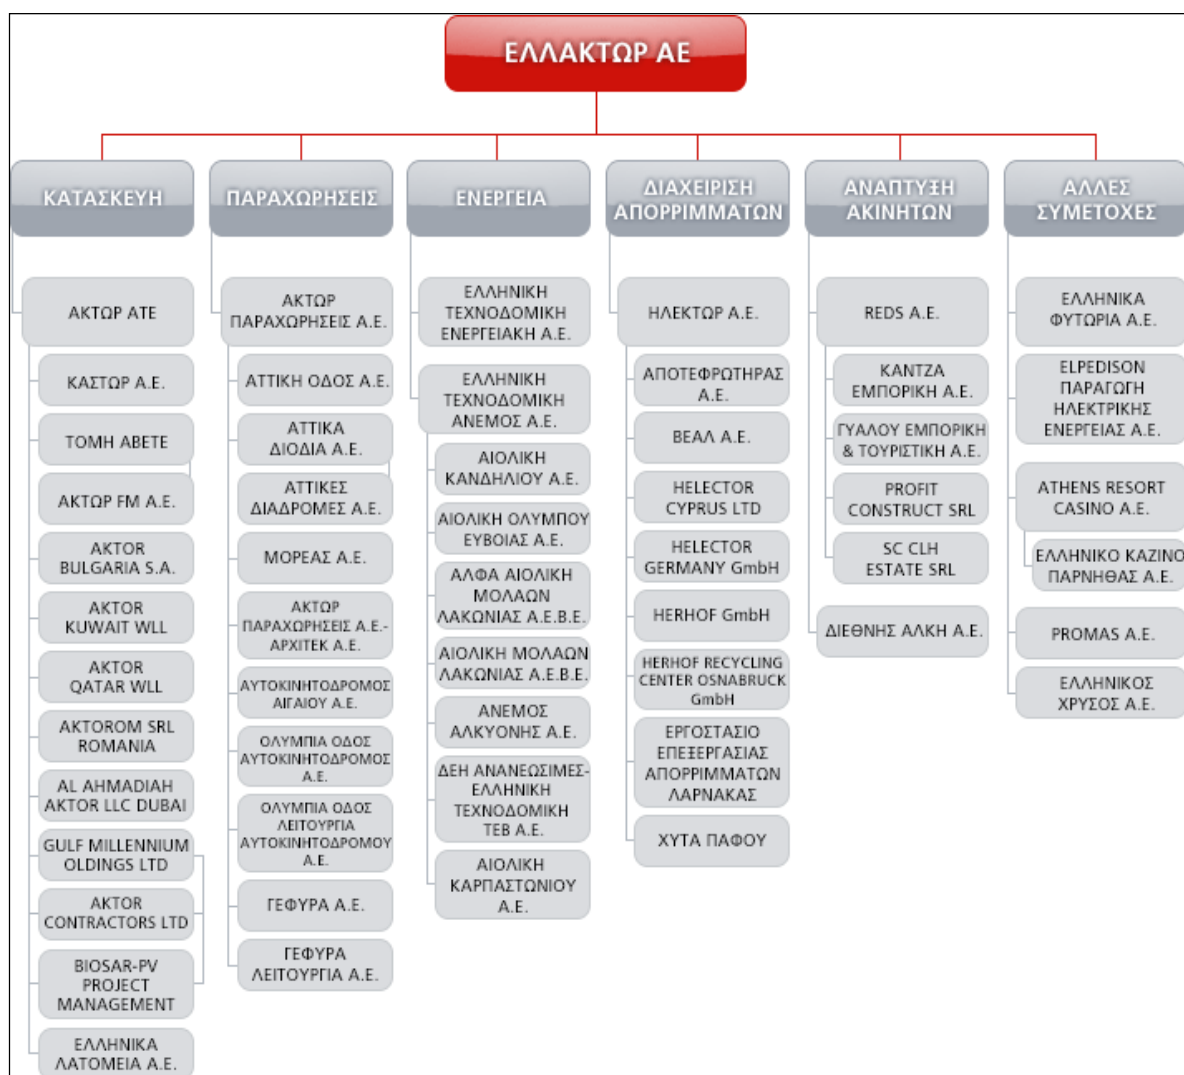 ΕΛΛΑΚΤΩΡ ΑΕ
ΚΑΤΑΣΚΕΥΗ
ΑΚΤΩΡ ΑΤΕ
ΚΑΣΤΩΡ Α.Ε.
ΤΟΜΗ ΑΒΕΤΕ
ΑΚΤΩΡ FM Α.Ε.
AKTOR
BULGARIA S.A.
AKTOR
KUWAIT WLL
AKTOR
QATAR WLL
AKTOROM SRL
ROMANIA
AL AHMADIAH
AKTOR LLC DUBAI
GULF MILLENNIUM
OLDINGS LTD
AKTOR
CONTRACTORS LTD
BIOSAR-PV
PROJECT
MANAGEMENT
ΕΛΛΗΝΙΚΑ
ΛΑΤΟΜΕΙΑ Α.Ε.
ΠΑΡΑΧΩΡΗΣΕΙΣ
ΑΚΤΩΡ
ΠΑΡΑΧΩΡΗΣΕΙΣ Α.Ε.
ΑΤΤΙΚΗ ΟΔΟΣ Α.Ε.
ΑΤΤΙΚΑ
ΔΙΟΔΙΑ Α.Ε.
ΑΤΤΙΚΕΣ
ΔΙΑΔΡΟΜΕΣ Α.Ε.
ΜΟΡΕΑΣ Α.Ε.
ΑΚΤΩΡ
ΠΑΡΑΧΩΡΗΣΕΙΣ Α.Ε.-
ΑΡΧΙΤΕΚ Α.Ε.
ΑΥΤΟΚΙΝΗΤΟΔΡΟΜΟΣ
ΑΙΓΑΙΟΥ Α.Ε.
ΟΛΥΜΠΙΑ ΟΔΟΣ
ΑΥΤΟΚΙΝΗΤΟΔΡΟΜΟΣ
Α.Ε.
ΟΛΥΜΠΙΑ ΟΔΟΣ
ΛΕΙΤΟΥΡΓΙΑ
ΑΥΤΟΚΙΝΗΤΟΔΡΟΜΟΥ
Α.Ε.
ΓΕΦΥΡΑ Α.Ε.
ΓΕΦΥΡΑ
ΛΕΙΤΟΥΡΓΙΑ Α.Ε.
ΕΝΕΡΓΕΙΑ
ΕΛΛΗΝΙΚΗ
ΤΕΧΝΟΔΟΜΙΚΗ
ΕΝΕΡΓΕΙΑΚΗ Α.Ε.
ΕΛΛΗΝΙΚΗ
ΤΕΧΝΟΔΟΜΙΚΗ
ΑΝΕΜΟΣ Α.Ε.
ΑΙΟΛΙΚΗ
ΚΑΝΔΗΛΙΟΥ Α.Ε.
ΑΙΟΛΙΚΗ ΟΛΥΜΠΟΥ
ΕΥΒΟΙΑΣ Α.Ε.
ΑΛΦΑ ΑΙΟΛΙΚΗ
ΜΟΛΑΩΝ
ΛΑΚΩΝΙΑΣ Α.Ε.Β.Ε.
ΑΙΟΛΙΚΗ ΜΟΛΑΩΝ
ΛΑΚΩΝΙΑΣ Α.Ε.Β.Ε.
ΑΝΕΜΟΣ
ΑΛΚΥΟΝΗΣ Α.Ε.
ΔΕΗ ΑΝΑΝΕΩΣΙΜΕΣ-
ΕΛΛΗΝΙΚΗ
ΤΕΧΝΟΔΟΜΙΚΗ
ΤΕΒ Α.Ε.
ΑΙΟΛΙΚΗ
ΚΑΡΠΑΣΤΩΝΙΟΥ
Α.Ε.
ΔΙΑΧΕΙΡΙΣΗ
ΑΠΟΡΡΙΜΜΑΤΩΝ
ΗΛΕΚΤΩΡ Α.Ε.
ΑΠΟΤΕΦΡΩΤΗΡΑΣ
Α.Ε.
ΒΕΑΛ Α.Ε.
HELECTOR
CYPRUS LTD
HELECTOR
GERMANY GmbH
HERHOF GmbH
HERHOF RECYCLING
CENTER OSNABRUCK
GmbH
ΕΡΓΟΣΤΑΣΙΟ
ΕΠΕΞΕΡΓΑΣΙΑΣ
ΑΠΟΡΡΙΜΜΑΤΩΝ
ΛΑΡΝΑΚΑΣ
ΧΥΤΑ ΠΑΦΟΥ
ΑΝΑΠΤΥΞΗ
ΑΚΙΝΗΤΩΝ
REDS Α.Ε.
ΚΑΝΤΖΑ
ΕΜΠΟΡΙΚΗ Α.Ε.
ΓΥΑΛΟΥ ΕΜΠΟΡΙΚΗ
& ΤΟΥΡΙΣΤΙΚΗ Α.Ε.
PROFIT
CONSTRUCT SRL
SC CLH
ESTATE SRL
ΔΙΕΘΝΗΣ ΑΛΚΗ Α.Ε.
ΑΛΛΕΣ
ΣΥΜΕΤΟΧΕΣ
ΕΛΛΗΝΙΚΑ
ΦΥΤΩΡΙΑ Α.Ε.
ELPEDISON
ΠΑΡΑΓΩΓΗ
ΗΛΕΚΤΡΙΚΗΣ
ΕΝΕΡΓΕΙΑΣ Α.Ε.
ATHENS RESORT
CASINO Α.Ε.
ΕΛΛΗΝΙΚΟ ΚΑΖΙΝΟ
ΠΑΡΝΗΘΑΣ Α.Ε.
PROMAS Α.Ε.
ΕΛΛΗΝΙΚΟΣ
ΧΡΥΣΟΣ Α.Ε.